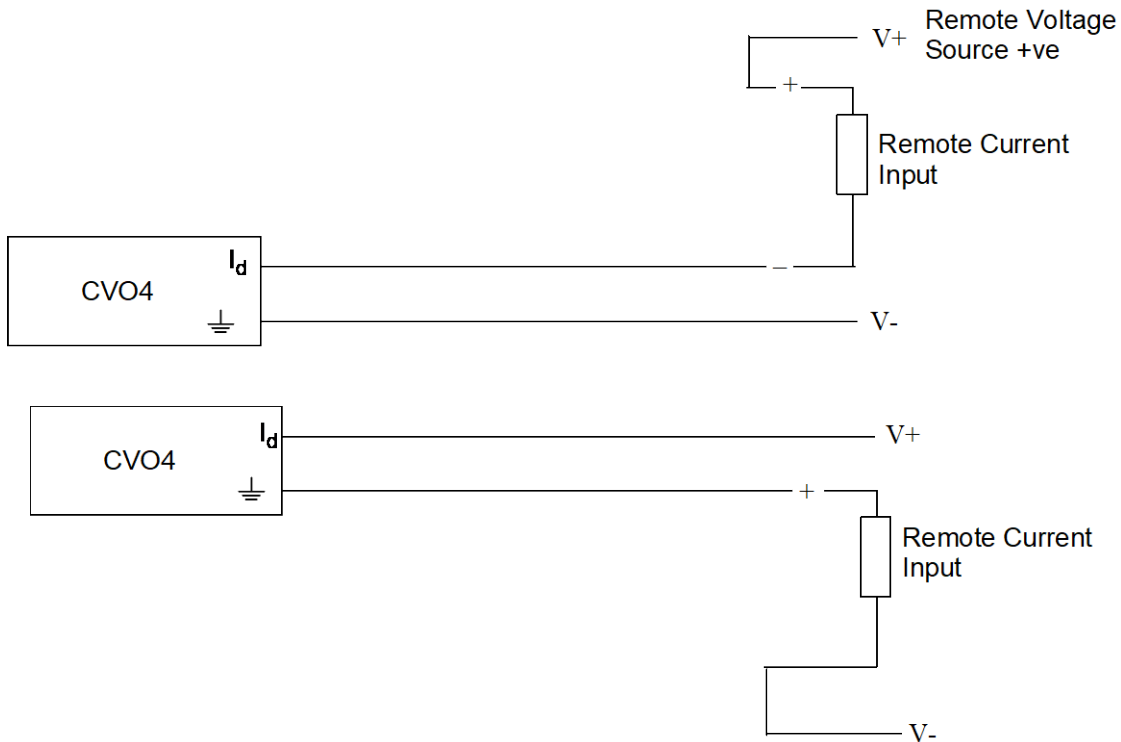 V+ Remote Voltage
Source +ve
+
Remote Current
Input
Id
CVO4
–
V-
Id
V+
CVO4
+
Remote Current
Input
V-